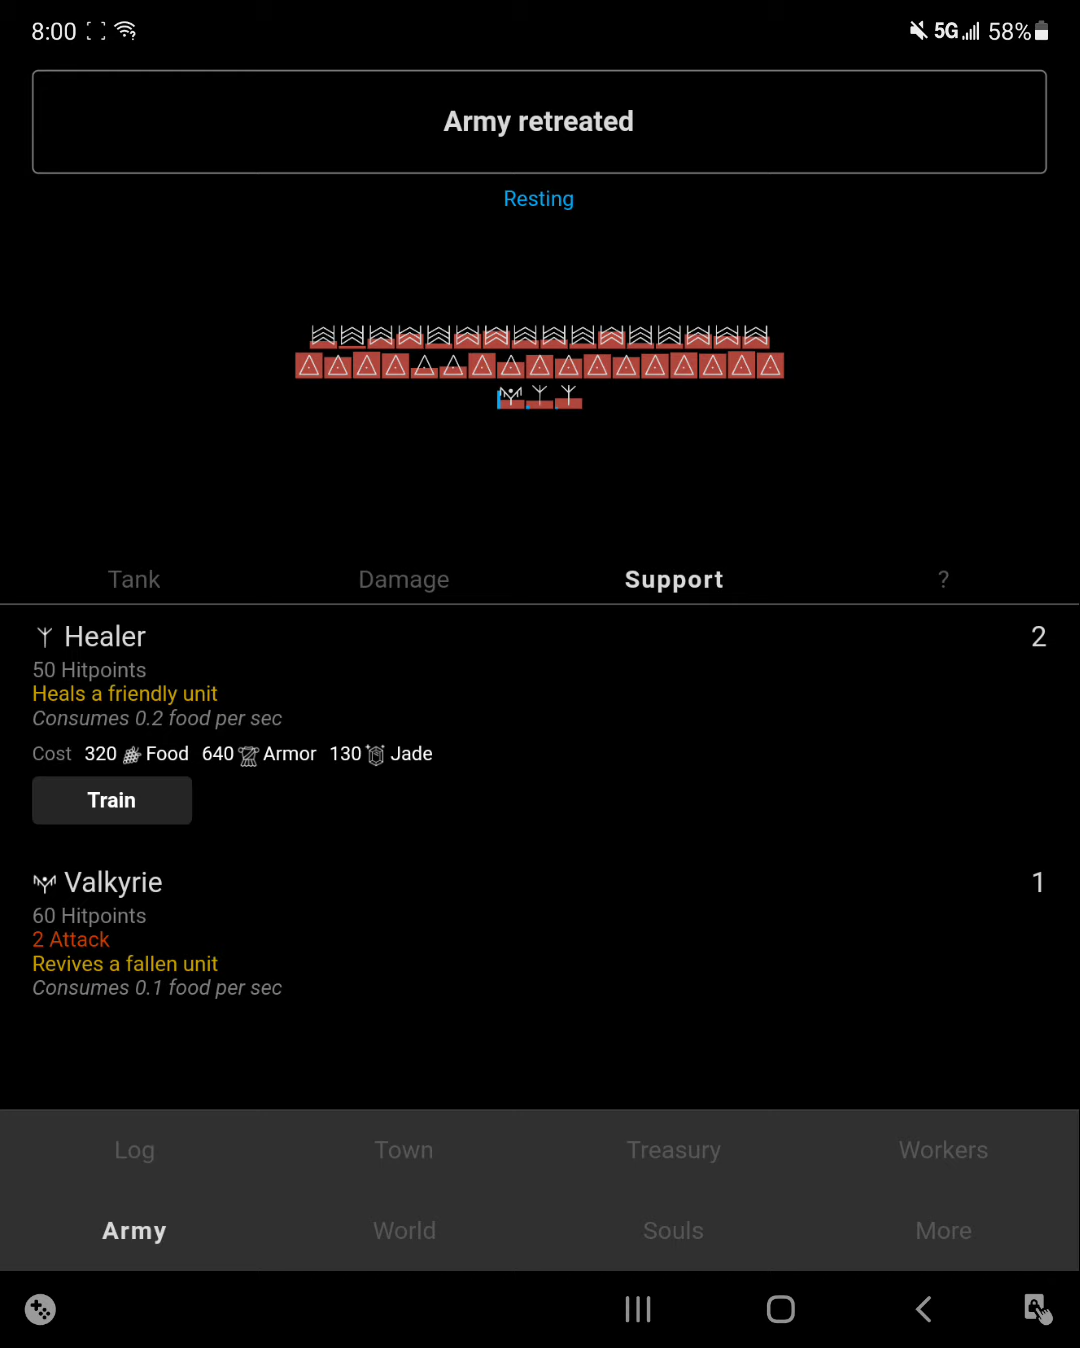 8:00 5G 58%
Army retreated
Resting
Tank Damage Support ?
Healer 2
50 Hitpoints
Heals a friendly unit
Consumes 0.2 food per sec
Cost 320 Food 640 Armor 130 Jade
Train
Valkyrie 1
60 Hitpoints
2 Attack
Revives a fallen unit
Consumes 0.1 food per sec
Log Town Treasury Workers
Army World Souls More